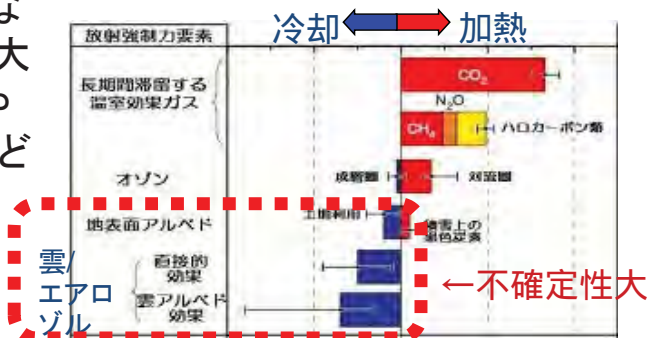 な
大
や
ど
冷却 加熱
放射強制力要素
長期間滞留する
温室効果ガス
CO₂
N₂O
CH₄
ハロカーボン類
オゾン
成層圏
対流圏
地表面アルベド
土地利用
積雪上の
黒色炭素
雲/
エアロ
ゾル
直接的
効果
雲アルベド
効果
←不確定性大